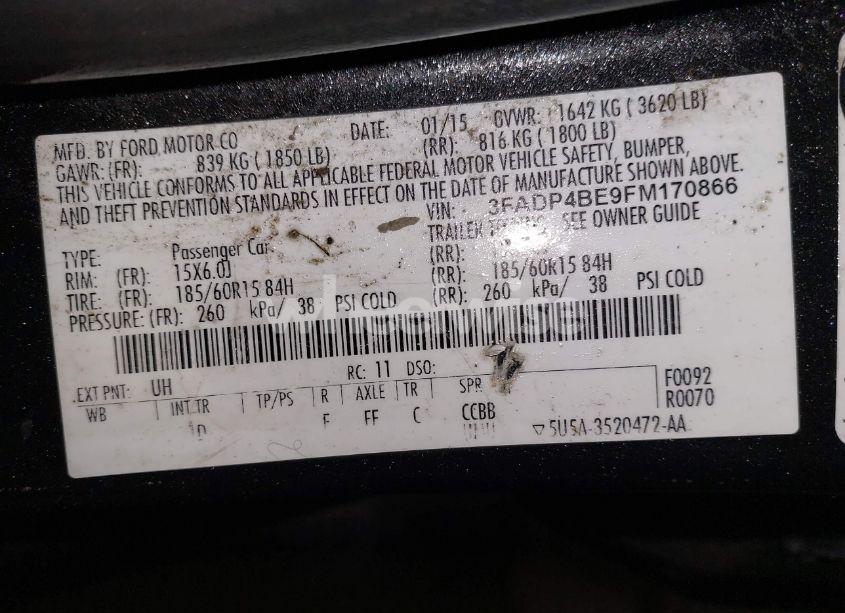 MFD. BY FORD MOTOR CO DATE: 01/15 GVWR: 1642 KG ( 3620 LB)
GAWR: (FR): 839 KG ( 1850 LB) (RR): 816 KG ( 1800 LB)
THIS VEHICLE CONFORMS TO ALL APPLICABLE FEDERAL MOTOR VEHICLE SAFETY, BUMPER,
AND THEFT PREVENTION STANDARDS IN EFFECT ON THE DATE OF MANUFACTURE SHOWN ABOVE.
VIN: 3FADP4BE9FM170866
TYPE: Passenger Car TRAILER SEE OWNER GUIDE
RIM: (FR): 15X6.0J (RR):
TIRE: (FR): 185/60R15 84H (RR): 185/60R15 84H
PRESSURE: (FR): 260 kPa/ 38 PSI COLD (RR): 260 kPa/ 38 PSI COLD
RC: 11 DSO:
EXT PNT: UH F0092
WB INT TR TP/PS R AXLE TR SPR R0070
F FF C CCBB
5U5A-3520472-AA